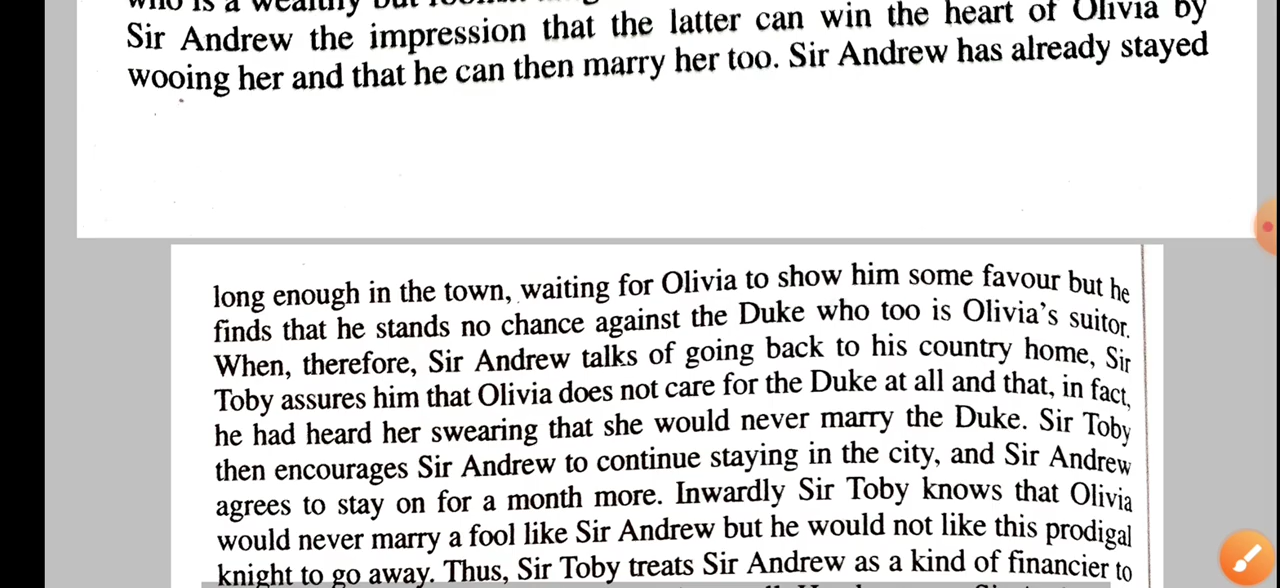 who is a wealthy but
Sir Andrew the impression that the latter can win the heart of Olivia by
wooing her and that he can then marry her too. Sir Andrew has already stayed
long enough in the town, waiting for Olivia to show him some favour but he
finds that he stands no chance against the Duke who too is Olivia's suitor.
When, therefore, Sir Andrew talks of going back to his country home, Sir
Toby assures him that Olivia does not care for the Duke at all and that, in fact,
he had heard her swearing that she would never marry the Duke. Sir Toby
then encourages Sir Andrew to continue staying in the city, and Sir Andrew
agrees to stay on for a month more. Inwardly Sir Toby knows that Olivia
would never marry a fool like Sir Andrew but he would not like this prodigal
knight to go away. Thus, Sir Toby treats Sir Andrew as a kind of financier to